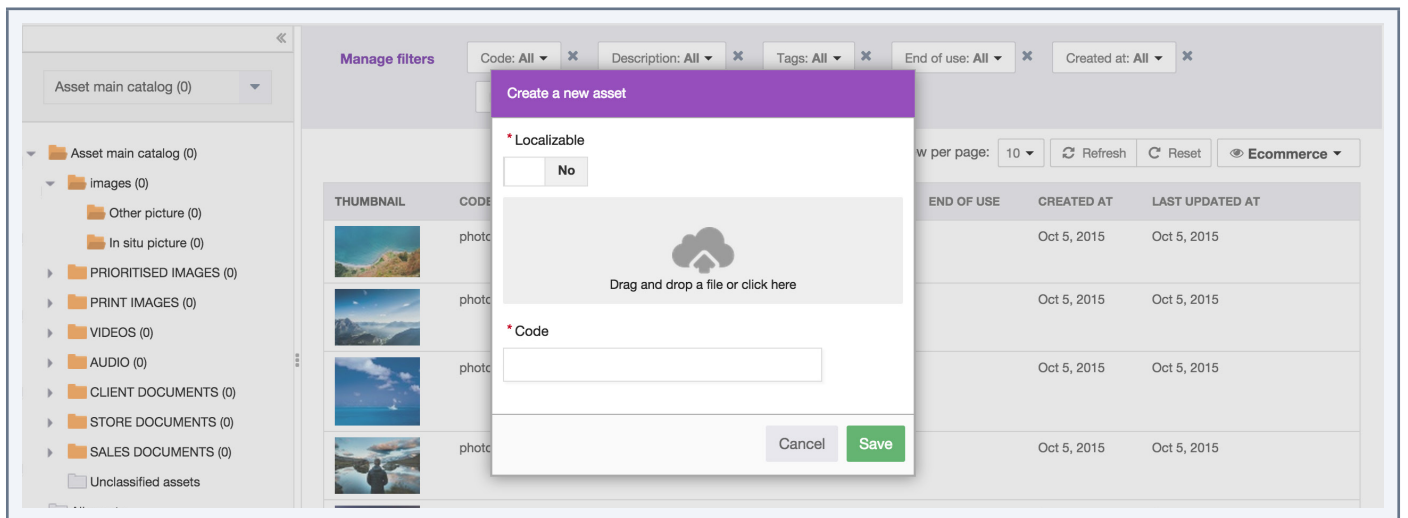 «
Manage filters Code: All Description: All Tags: All End of use: All Created at: All
Asset main catalog (0)
Create a new asset
* Localizable
No
Asset main catalog (0)
images (0)
Other picture (0)
In situ picture (0)
PRIORITISED IMAGES (0)
PRINT IMAGES (0)
VIDEOS (0)
AUDIO (0)
CLIENT DOCUMENTS (0)
STORE DOCUMENTS (0)
SALES DOCUMENTS (0)
Unclassified assets
per page: 10 Refresh Reset Ecommerce
THUMBNAIL END OF USE CREATED AT LAST UPDATED AT
Oct 5, 2015 Oct 5, 2015
Drag and drop a file or click here
Oct 5, 2015 Oct 5, 2015
* Code
Oct 5, 2015 Oct 5, 2015
Cancel Save
Oct 5, 2015 Oct 5, 2015